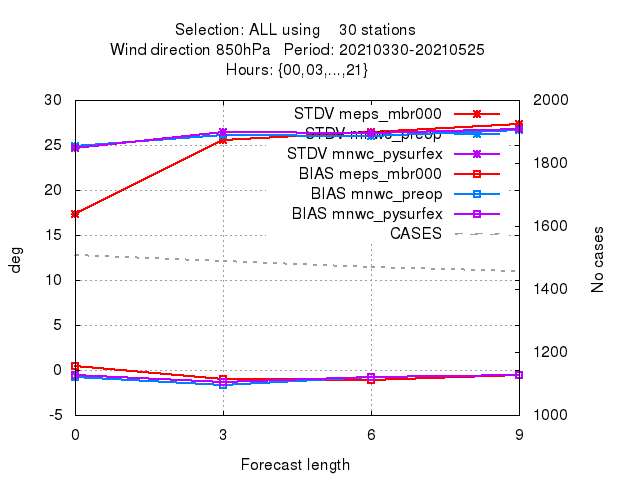 Selection: ALL using    30 stations
Wind direction 850hPa   Period: 20210330-20210525
Hours: {00,03,...,21}
30
25
20
15
10
5
0
-5
deg
STDV meps_mbr000
STDV mnwc_preop
STDV mnwc_pysurfex
BIAS meps_mbr000
BIAS mnwc_preop
BIAS mnwc_pysurfex
CASES
2000
1800
1600
1400
1200
1000
No cases
0 3 6 9
Forecast length